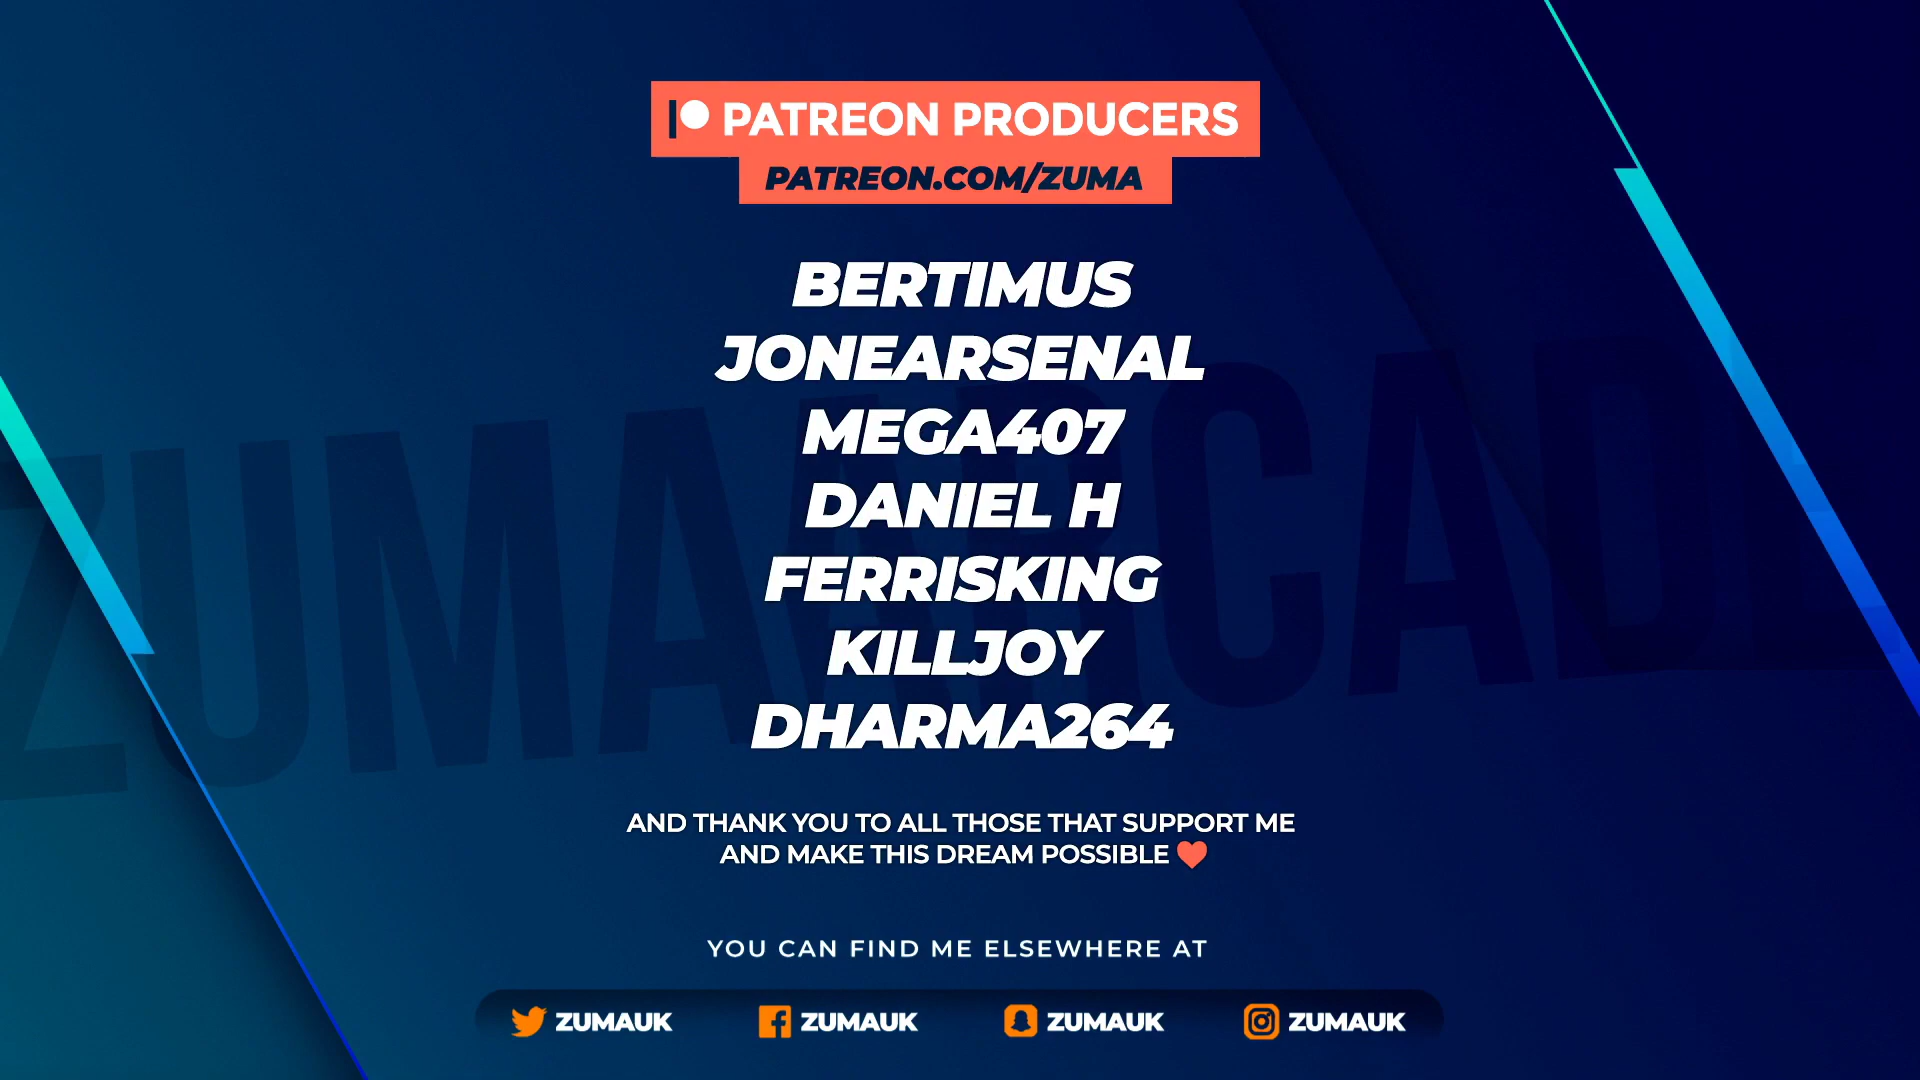 PATREON PRODUCERS
PATREON.COM/ZUMA
BERTIMUS
JONEARSENAL
MEGA407
DANIEL H
FERRISKING
KILLJOY
DHARMA264
ZUMAARCADE
AND THANK YOU TO ALL THOSE THAT SUPPORT ME
AND MAKE THIS DREAM POSSIBLE ❤
YOU CAN FIND ME ELSEWHERE AT
ZUMAUK ZUMAUK ZUMAUK ZUMAUK